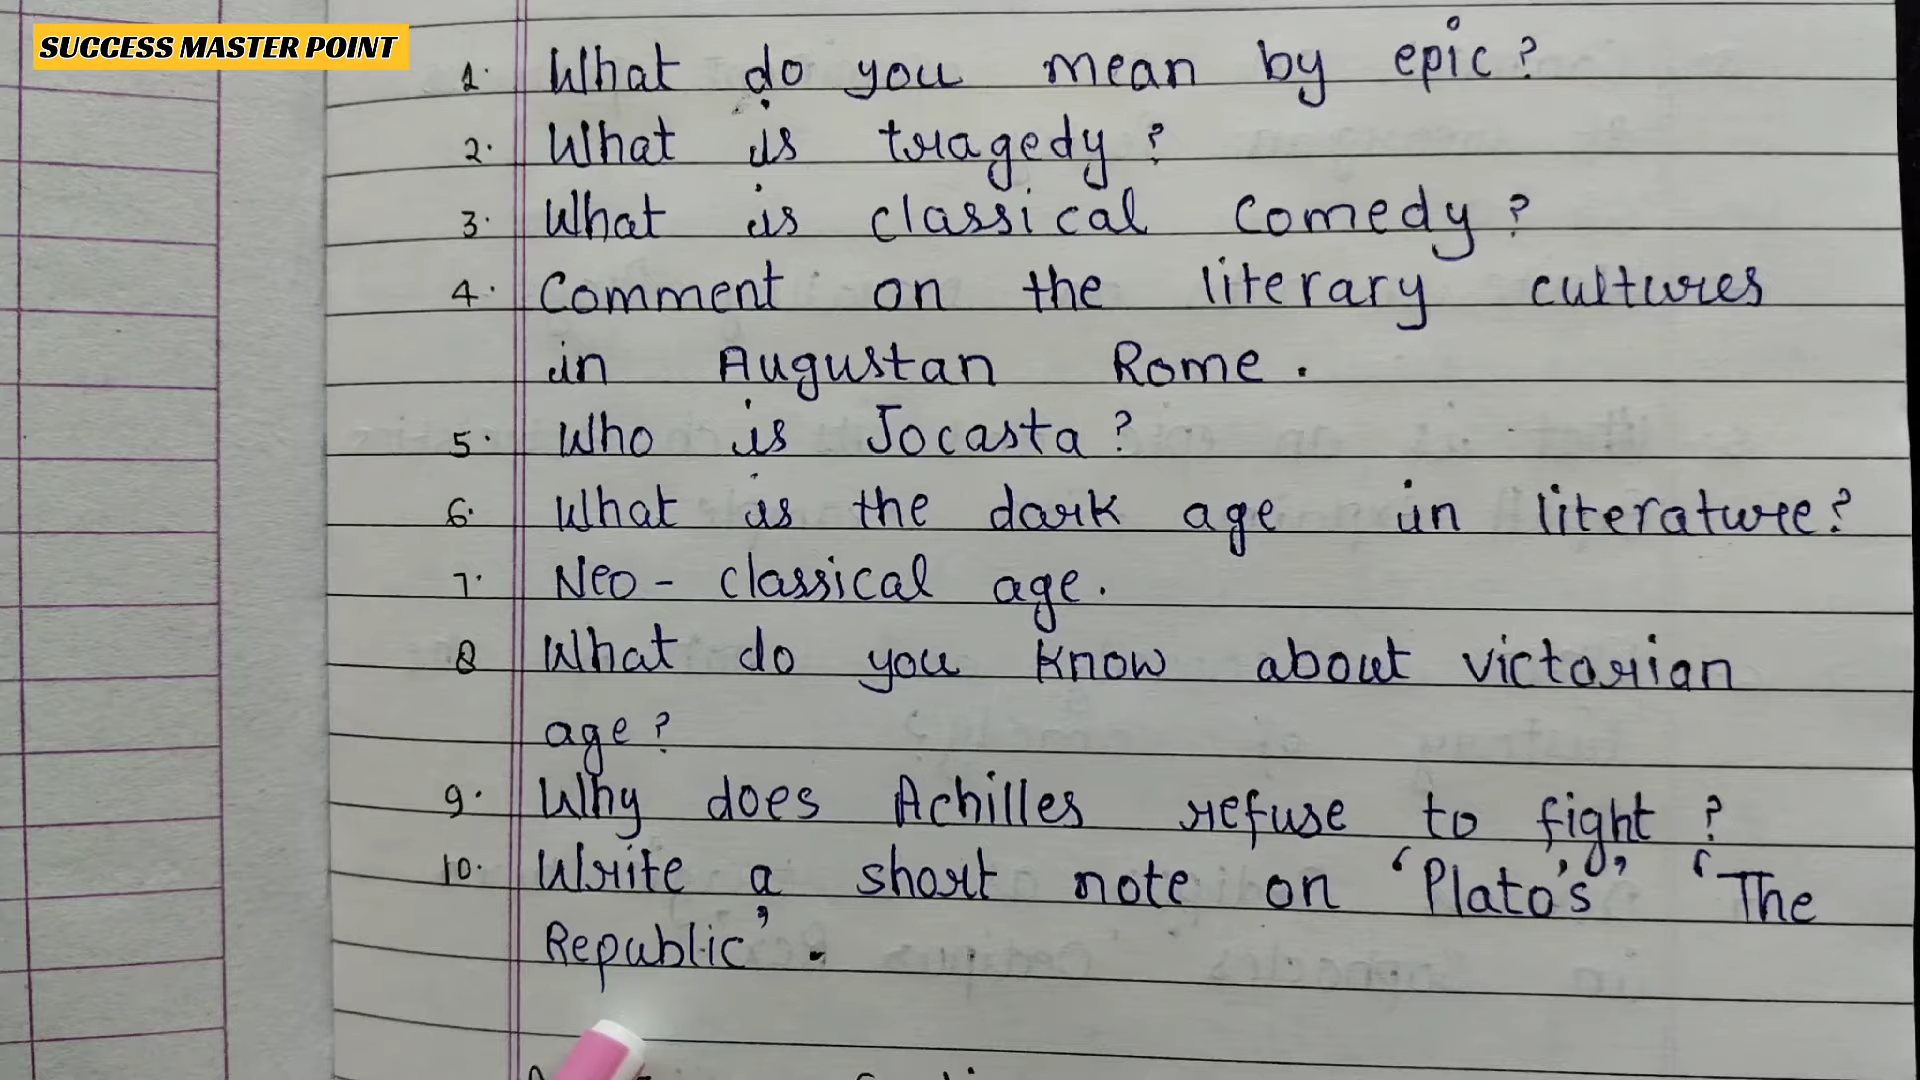 SUCCESS MASTER POINT
1. What do you mean by epic?
2. What is tragedy?
3. What is classical comedy?
4. Comment on the literary cultures
in Augustan Rome.
5. Who is Jocasta?
6. What is the dark age in literature?
7. Neo-classical age.
8 What do you know about victorian
age?
9. Why does Achilles refuse to fight?
10. Write a short note on 'Plato's' 'The
Republic'.